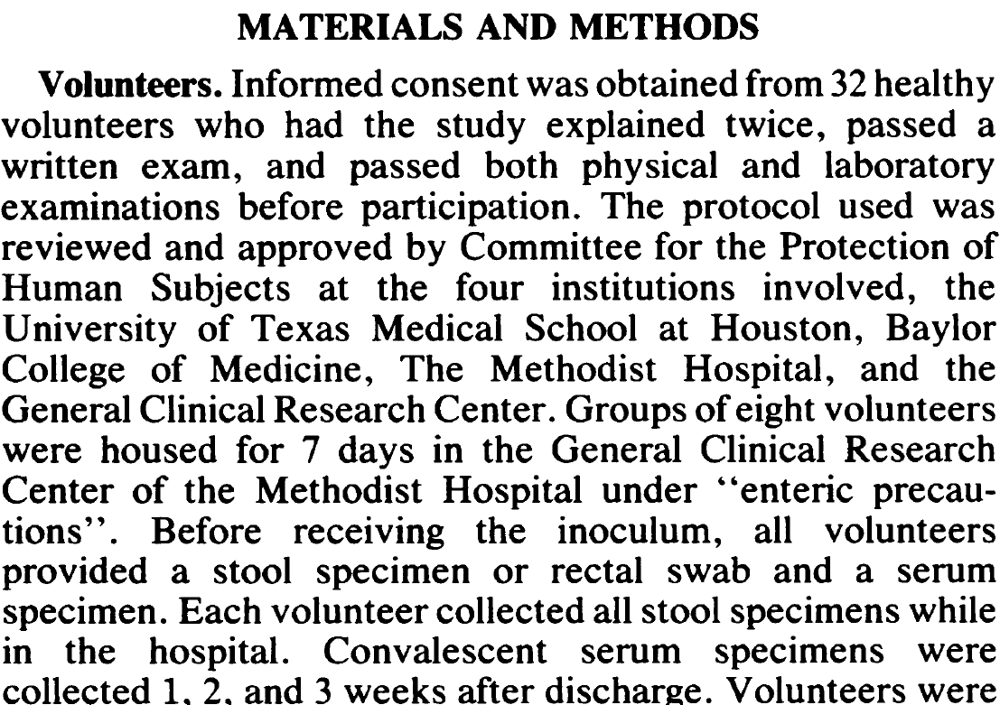 MATERIALS AND METHODS
Volunteers. Informed consent was obtained from 32 healthy
volunteers who had the study explained twice, passed a
written exam, and passed both physical and laboratory
examinations before participation. The protocol used was
reviewed and approved by Committee for the Protection of
Human Subjects at the four institutions involved, the
University of Texas Medical School at Houston, Baylor
College of Medicine, The Methodist Hospital, and the
General Clinical Research Center. Groups of eight volunteers
were housed for 7 days in the General Clinical Research
Center of the Methodist Hospital under ‘‘enteric precau-
tions’’. Before receiving the inoculum, all volunteers
provided a stool specimen or rectal swab and a serum
specimen. Each volunteer collected all stool specimens while
in the hospital. Convalescent serum specimens were
collected 1, 2, and 3 weeks after discharge. Volunteers were